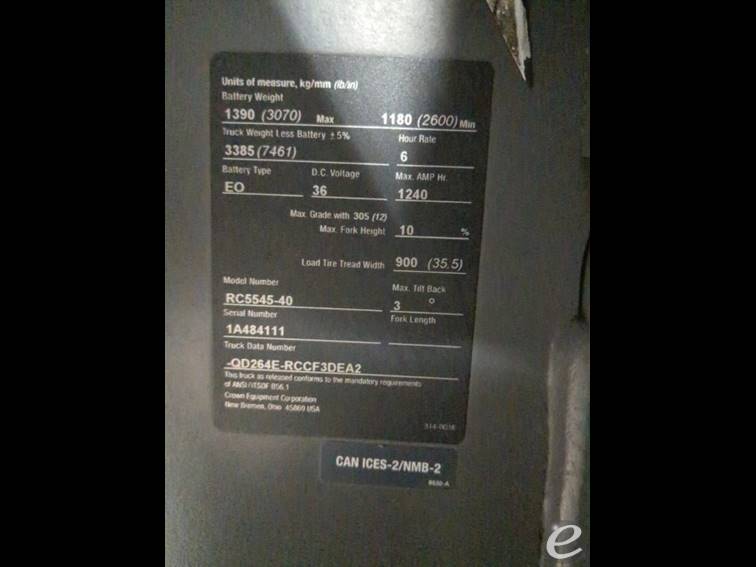 Units of measure, kg/mm (lb/in)
Battery Weight
1390 (3070) Max 1180 (2600) Min
Truck Weight Less Battery ± 5% Hour Rate
3385 (7461) 6
Battery Type D.C. Voltage Max. AMP Hr.
EO 36 1240
Max. Grade with 305 (12)
Max. Fork Height 10 %
Load Tire Tread Width 900 (35.5)
Model Number Max. Tilt Back
RC5545-40 3 °
Serial Number Fork Length
1A484111
Truck Data Number
-QD264E-RCCF3DEA2
This truck as released conforms to the mandatory requirements
of ANSI/ITSDF B56.1
Crown Equipment Corporation
New Bremen, Ohio 45869 USA
CAN ICES-2/NMB-2
e